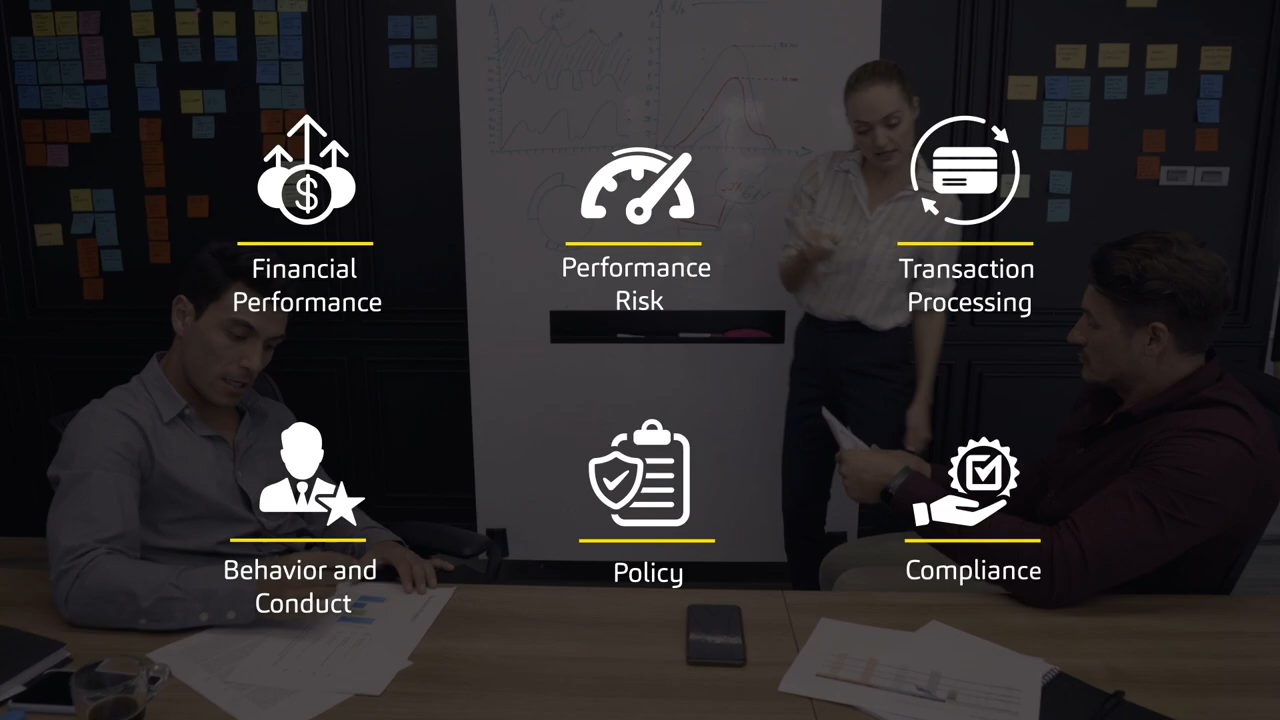 Financial
Performance
Performance
Risk
Transaction
Processing
Behavior and
Conduct
Policy
Compliance